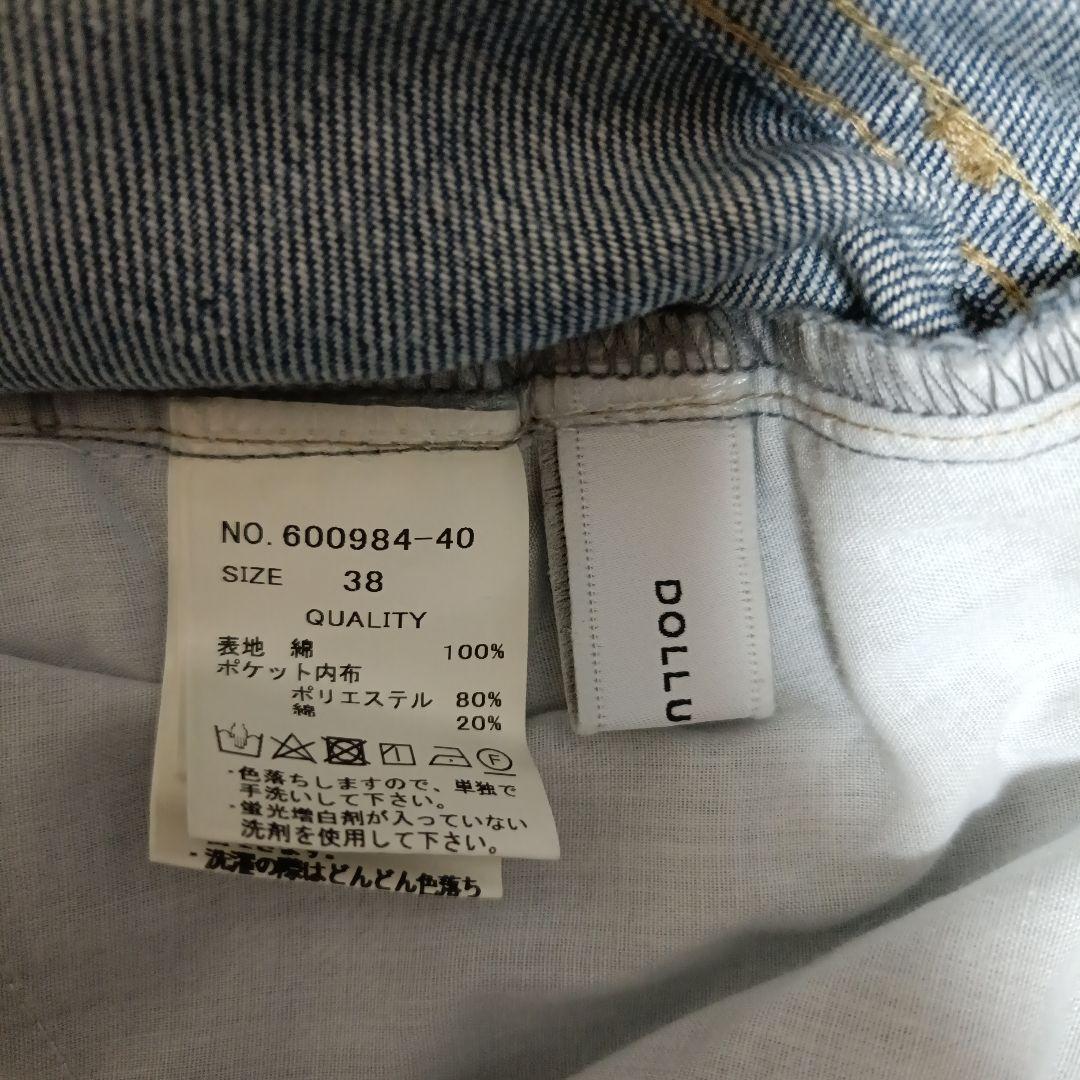 NO. 600984-40
SIZE 38
QUALITY
表地 綿 100%
ポケット内布
ポリエステル 80%
綿 20%
F
・色落ちしますので、単独で
手洗いして下さい。
・蛍光増白剤が入っていない
洗剤を使用して下さい。
・洗濯の際はどんどん色落ち
DOLLU